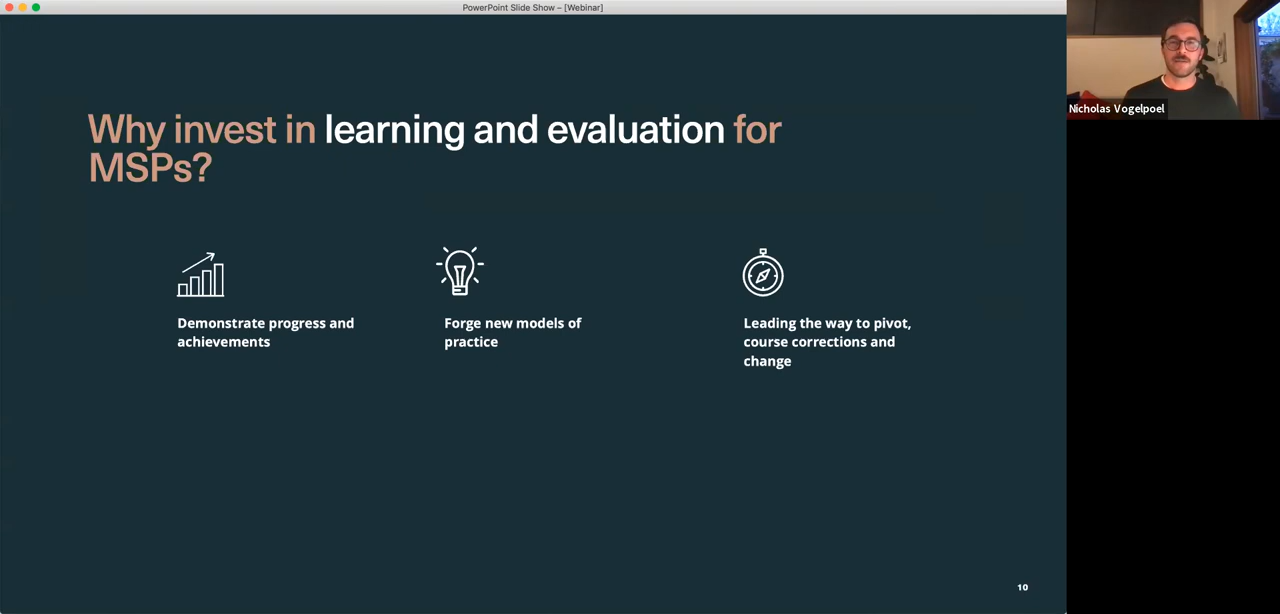 PowerPoint Slide Show – [Webinar]
Nicholas Vogelpoel
Why invest in learning and evaluation for
MSPs?
Demonstrate progress and
achievements
Forge new models of
practice
Leading the way to pivot,
course corrections and
change
10